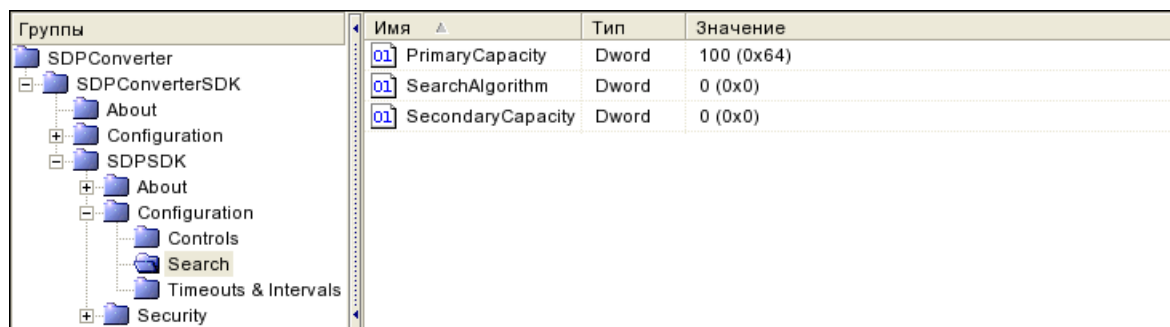 Группы
SDPConverter
SDPConverterSDK
About
Configuration
SDPSDK
About
Configuration
Controls
Search
Timeouts & Intervals
Security
Имя Тип Значение
PrimaryCapacity Dword 100 (0x64)
SearchAlgorithm Dword 0 (0x0)
SecondaryCapacity Dword 0 (0x0)